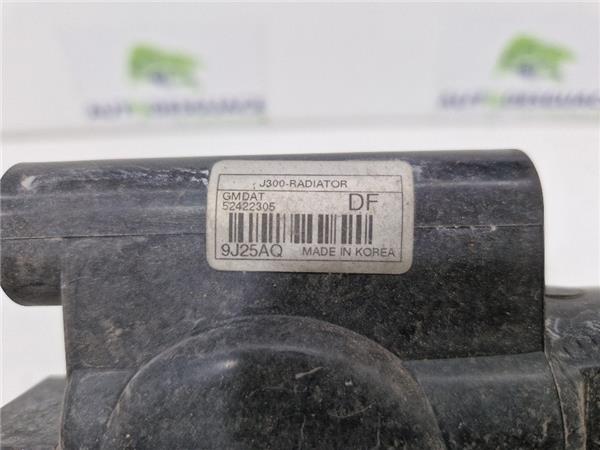 J300-RADIATOR
GMDAT DF
52422305
9J25AQ MADE IN KOREA